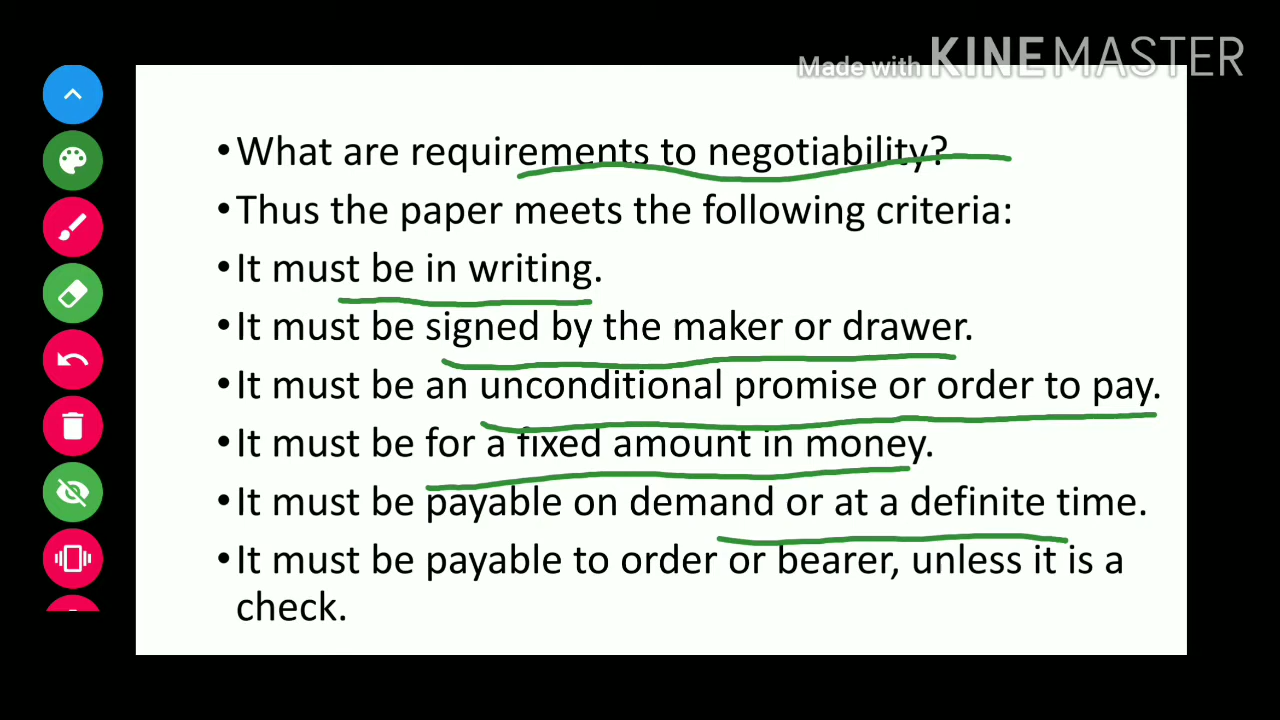 Made with KINEMASTER
•What are requirements to negotiability?
•Thus the paper meets the following criteria:
•It must be in writing.
•It must be signed by the maker or drawer.
•It must be an unconditional promise or order to pay.
•It must be for a fixed amount in money.
•It must be payable on demand or at a definite time.
•It must be payable to order or bearer, unless it is a
check.